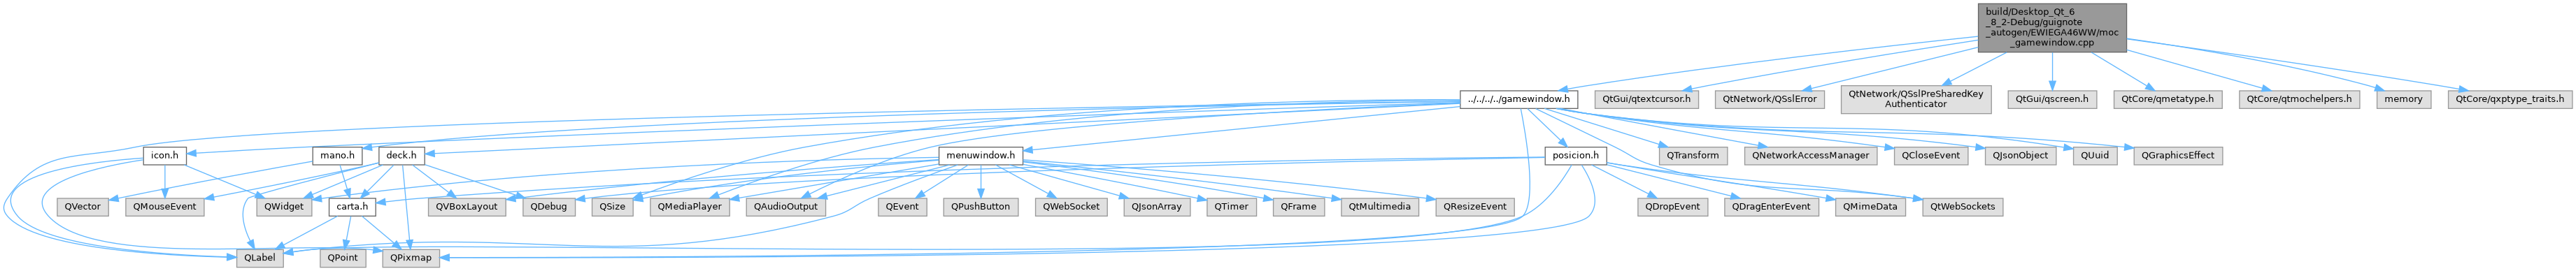 build/Desktop_Qt_6
_8_2-Debug/guignote
_autogen/EWIEGA46WW/moc
_gamewindow.cpp
../../../../gamewindow.h
QtGui/qtextcursor.h
QtNetwork/QSslError
QtNetwork/QSslPreSharedKey
Authenticator
QtGui/qscreen.h
QtCore/qmetatype.h
QtCore/qtmochelpers.h
memory
QtCore/qxptype_traits.h
icon.h
mano.h
deck.h
menuwindow.h
posicion.h
QTransform
QNetworkAccessManager
QCloseEvent
QJsonObject
QUuid
QGraphicsEffect
QVector
QMouseEvent
QWidget
carta.h
QVBoxLayout
QDebug
QSize
QMediaPlayer
QAudioOutput
QEvent
QPushButton
QWebSocket
QJsonArray
QTimer
QFrame
QtMultimedia
QResizeEvent
QDropEvent
QDragEnterEvent
QMimeData
QtWebSockets
QLabel
QPoint
QPixmap